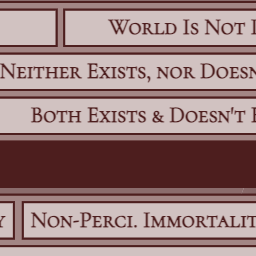 World Is Not I
Neither Exists, nor Doesn
Both Exists & Doesn't E
y Non-Perci. Immortalit